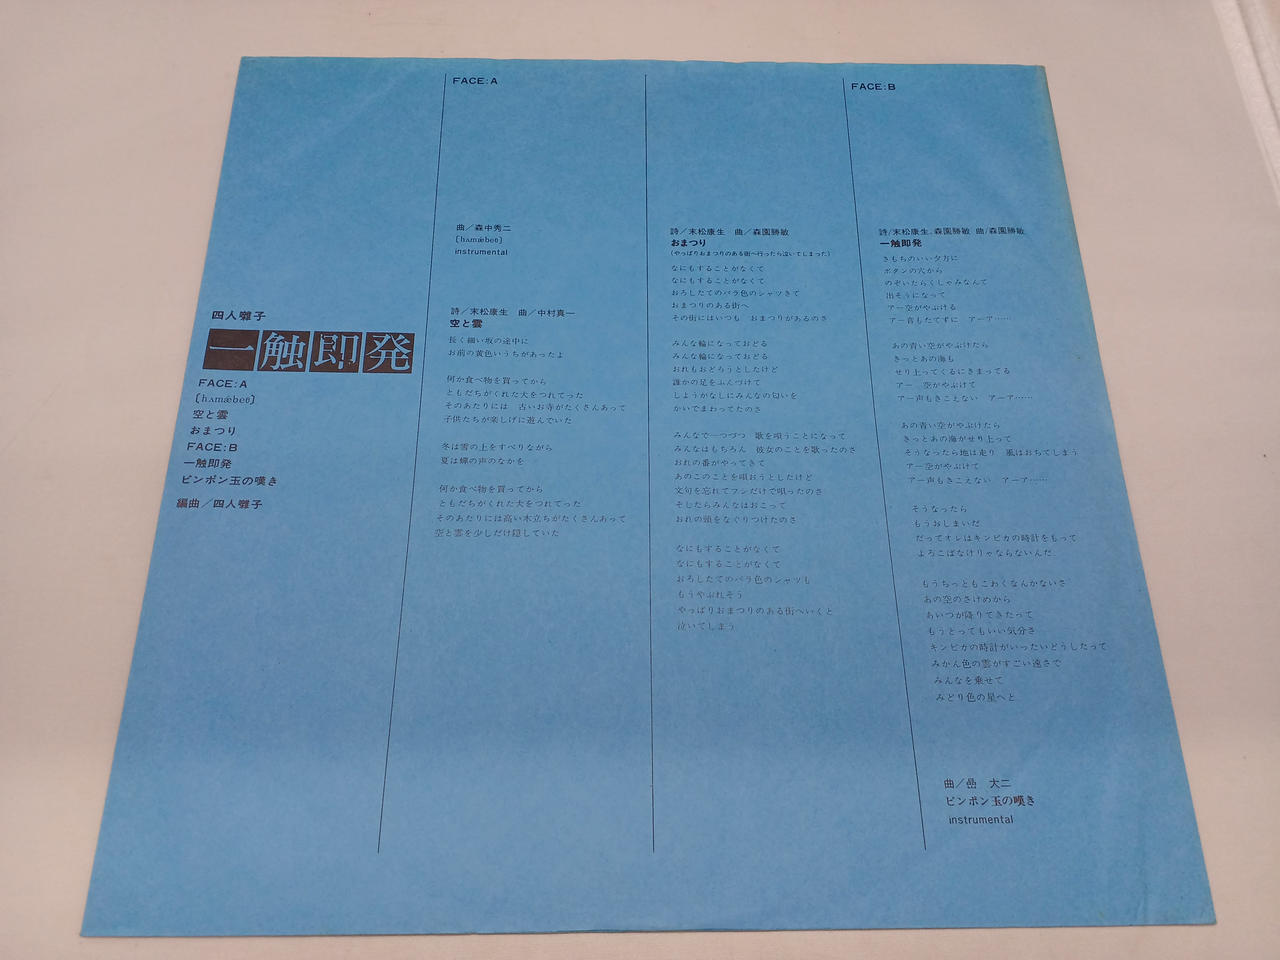 四人囃子
一触即発
FACE:A
〔hʌmǽbeɵ〕
空と雲
おまつり
FACE:B
一触即発
ピンポン玉の嘆き
編曲／四人囃子
FACE:A
曲／森中秀二
〔hʌmǽbeɵ〕
instrumental
詩／末松康生　曲／中村真一
空と雲
長く細い坂の途中に
お前の黄色いうちがあったよ
何か食べ物を買ってから
ともだちがくれた犬をつれてった
そのあたりには　古いお寺がたくさんあって
子供たちが楽しげに遊んでいた
冬は雪の上をすべりながら
夏は蟬の声のなかを
何か食べ物を買ってから
ともだちがくれた犬をつれてった
そのあたりには高い木立ちがたくさんあって
空と雲を少しだけ隠していた
詩／末松康生　曲／森園勝敏
おまつり
(やっぱりおまつりのある街へ行ったら泣いてしまった)
なにもすることがなくて
なにもすることがなくて
おろしたてのバラ色のシャツきて
おまつりのある街へ
その街にはいつも　おまつりがあるのさ
みんな輪になっておどる
みんな輪になっておどる
おれもおどろうとしたけど
誰かの足をふんづけて
しょうがなしにみんなの匂いを
かいでまわってたのさ
みんなで一つづつ　歌を唄うことになって
みんなはもちろん　彼女のことを歌ったのさ
おれの番がやってきて
あのこのことを唄おうとしたけど
文句を忘れてフシだけで唄ったのさ
そしたらみんなはおこって
おれの頭をなぐりつけたのさ
なにもすることがなくて
なにもすることがなくて
おろしたてのバラ色のシャツも
もうやぶれそう
やっぱりおまつりのある街へいくと
泣いてしまう
FACE:B
詩／末松康生、森園勝敏　曲／森園勝敏
一触即発
きもちのいい夕方に
ボタンの穴から
のぞいたらくしゃみなんて
出そうになって
アー空がやぶける
アー音もたてずに　アーア……
あの青い空がやぶけたら
きっとあの海も
せり上ってくるにきまってる
アー　空がやぶけて
アー声もきこえない　アーア……
あの青い空がやぶけたら
きっとあの海がせり上って
そうなったら地は走り　風はおちてしまう
アー空がやぶけて
アー声もきこえない　アーア……
そうなったら
もうおしまいだ
だってオレはキンピカの時計をもって
よろこばなけりゃならないんだ
もうちっともこわくなんかないさ
あの空のさけめから
あいつが降りてきたって
もうとってもいい気分さ
キンピカの時計がいったいどうしたって
みかん色の雲がすごい速さで
みんなを乗せて
みどり色の星へと
曲／嵒　大二
ピンポン玉の嘆き
instrumental